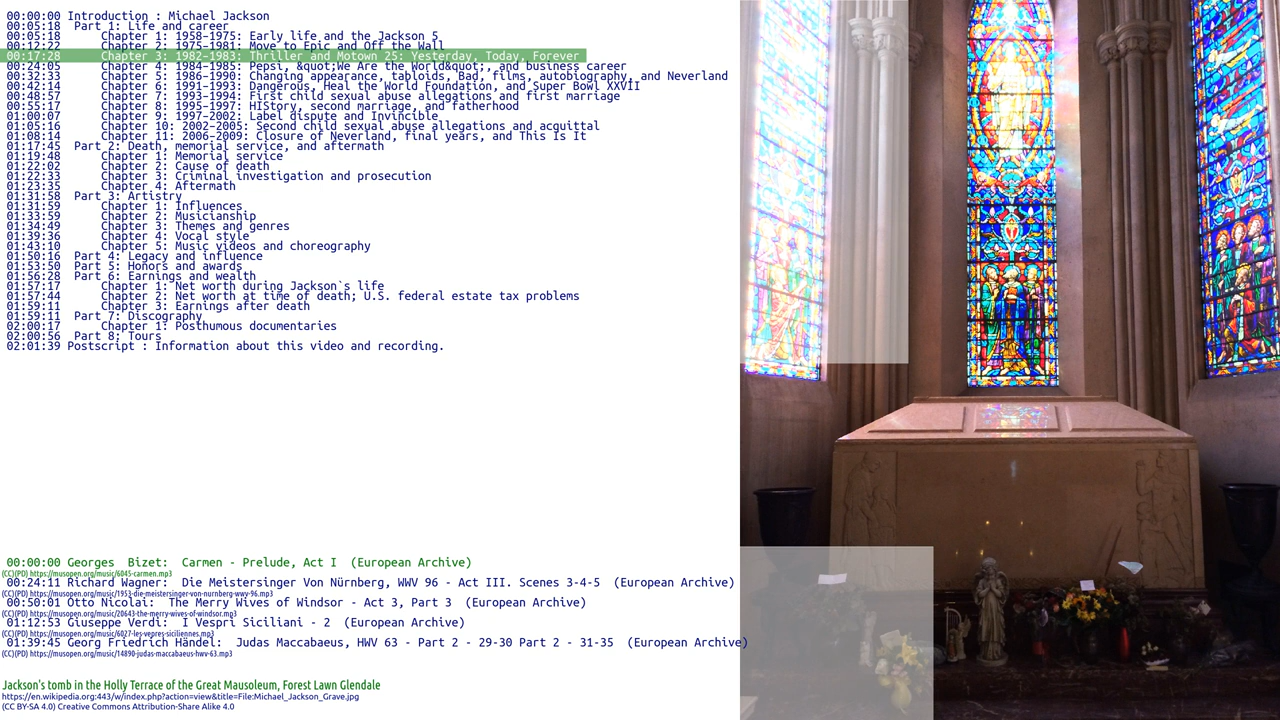 00:00:00 Introduction : Michael Jackson
00:05:18 Part 1: Life and career
00:05:18 Chapter 1: 1958–1975: Early life and the Jackson 5
00:12:22 Chapter 2: 1975–1981: Move to Epic and Off the Wall
00:17:28 Chapter 3: 1982–1983: Thriller and Motown 25: Yesterday, Today, Forever
00:24:05 Chapter 4: 1984–1985: Pepsi, &quot;We Are the World&quot;, and business career
00:32:33 Chapter 5: 1986–1990: Changing appearance, tabloids, Bad, films, autobiography, and Neverland
00:42:14 Chapter 6: 1991–1993: Dangerous, Heal the World Foundation, and Super Bowl XXVII
00:48:57 Chapter 7: 1993–1994: First child sexual abuse allegations and first marriage
00:55:17 Chapter 8: 1995–1997: HIStory, second marriage, and fatherhood
01:00:07 Chapter 9: 1997–2002: Label dispute and Invincible
01:05:16 Chapter 10: 2002–2005: Second child sexual abuse allegations and acquittal
01:08:14 Chapter 11: 2006–2009: Closure of Neverland, final years, and This Is It
01:17:45 Part 2: Death, memorial service, and aftermath
01:19:48 Chapter 1: Memorial service
01:22:02 Chapter 2: Cause of death
01:22:33 Chapter 3: Criminal investigation and prosecution
01:23:35 Chapter 4: Aftermath
01:31:58 Part 3: Artistry
01:31:59 Chapter 1: Influences
01:33:59 Chapter 2: Musicianship
01:34:49 Chapter 3: Themes and genres
01:39:36 Chapter 4: Vocal style
01:43:10 Chapter 5: Music videos and choreography
01:50:16 Part 4: Legacy and influence
01:53:50 Part 5: Honors and awards
01:56:28 Part 6: Earnings and wealth
01:57:17 Chapter 1: Net worth during Jackson`s life
01:57:44 Chapter 2: Net worth at time of death; U.S. federal estate tax problems
01:59:11 Chapter 3: Earnings after death
01:59:11 Part 7: Discography
02:00:17 Chapter 1: Posthumous documentaries
02:00:56 Part 8: Tours
02:01:39 Postscript : Information about this video and recording.
00:00:00 Georges Bizet: Carmen - Prelude, Act I (European Archive)
(CC)(PD) https://musopen.org/music/6045-carmen.mp3
00:24:11 Richard Wagner: Die Meistersinger Von Nürnberg, WWV 96 - Act III. Scenes 3-4-5 (European Archive)
(CC)(PD) https://musopen.org/music/1953-die-meistersinger-von-nurnberg-wwv-96.mp3
00:50:01 Otto Nicolai: The Merry Wives of Windsor - Act 3, Part 3 (European Archive)
(CC)(PD) https://musopen.org/music/20643-the-merry-wives-of-windsor.mp3
01:12:53 Giuseppe Verdi: I Vespri Siciliani - 2 (European Archive)
(CC)(PD) https://musopen.org/music/6027-les-vepres-siciliennes.mp3
01:39:45 Georg Friedrich Händel: Judas Maccabaeus, HWV 63 - Part 2 - 29-30 Part 2 - 31-35 (European Archive)
(CC)(PD) https://musopen.org/music/14890-judas-maccabaeus-hwv-63.mp3
Jackson's tomb in the Holly Terrace of the Great Mausoleum, Forest Lawn Glendale
https://en.wikipedia.org:443/w/index.php?action=view&title=File:Michael_Jackson_Grave.jpg
(CC BY-SA 4.0) Creative Commons Attribution-Share Alike 4.0